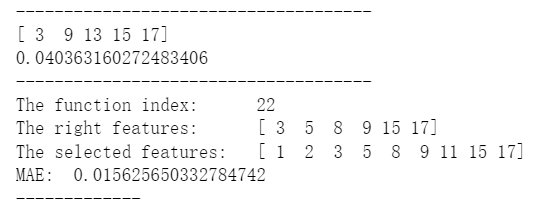 ------------------------------------
[ 3  9 13 15 17]
0.040363160272483406
------------------------------------
The function index:      22
The right features:      [ 3  5  8  9 15 17]
The selected features:   [ 1  2  3  5  8  9 11 15 17]
MAE:  0.015625650332784742
-------------